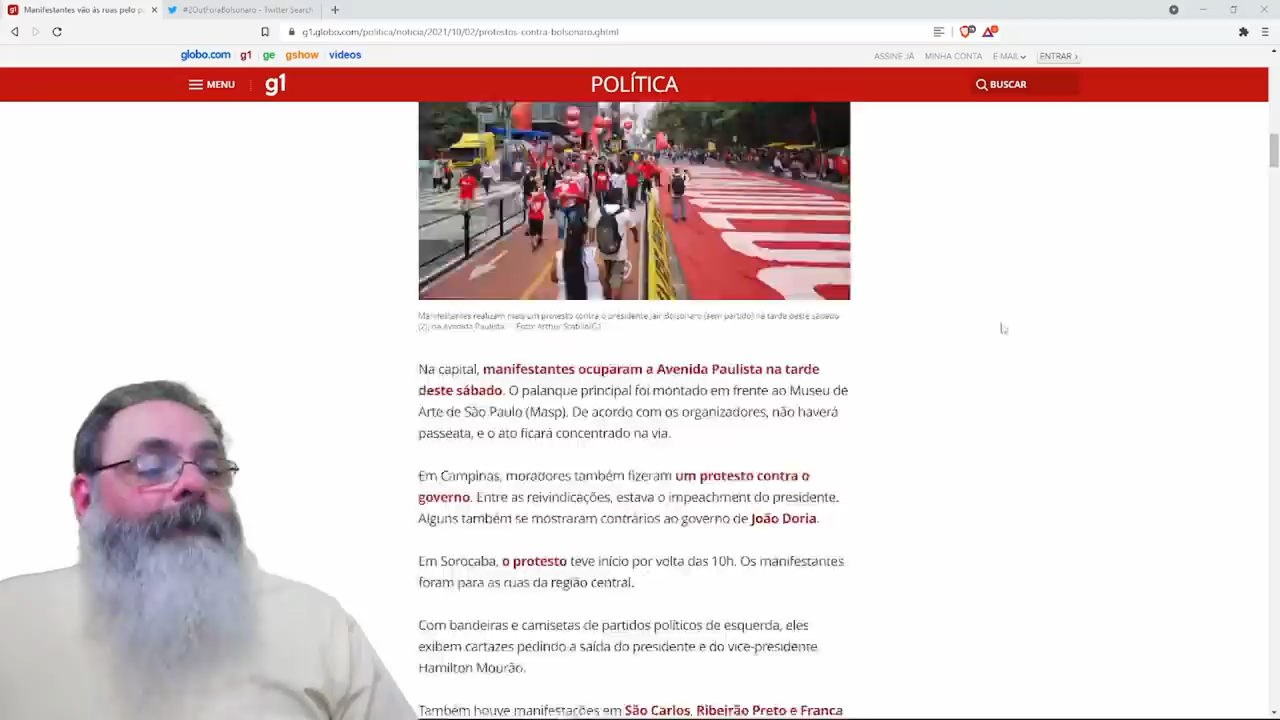 Manifestantes vão às ruas pelo p
#2OutForaBolsonaro - Twitter Search
g1.globo.com/politica/noticia/2021/10/02/protestos-contra-bolsonaro.ghtml
globo.com g1 ge gshow videos
ASSINE JÁ MINHA CONTA E-MAIL ENTRAR ›
MENU g1 POLÍTICA BUSCAR
Manifestantes realizam mais um protesto contra o presidente Jair Bolsonaro (sem partido) na tarde deste sábado
(2), na Avenida Paulista. Foto: Arthur Stabile/G1
Na capital, manifestantes ocuparam a Avenida Paulista na tarde
deste sábado. O palanque principal foi montado em frente ao Museu de
Arte de São Paulo (Masp). De acordo com os organizadores, não haverá
passeata, e o ato ficará concentrado na via.
Em Campinas, moradores também fizeram um protesto contra o
governo. Entre as reivindicações, estava o impeachment do presidente.
Alguns também se mostraram contrários ao governo de João Doria.
Em Sorocaba, o protesto teve início por volta das 10h. Os manifestantes
foram para as ruas da região central.
Com bandeiras e camisetas de partidos políticos de esquerda, eles
exibem cartazes pedindo a saída do presidente e do vice-presidente
Hamilton Mourão.
Também houve manifestações em São Carlos, Ribeirão Preto e Franca